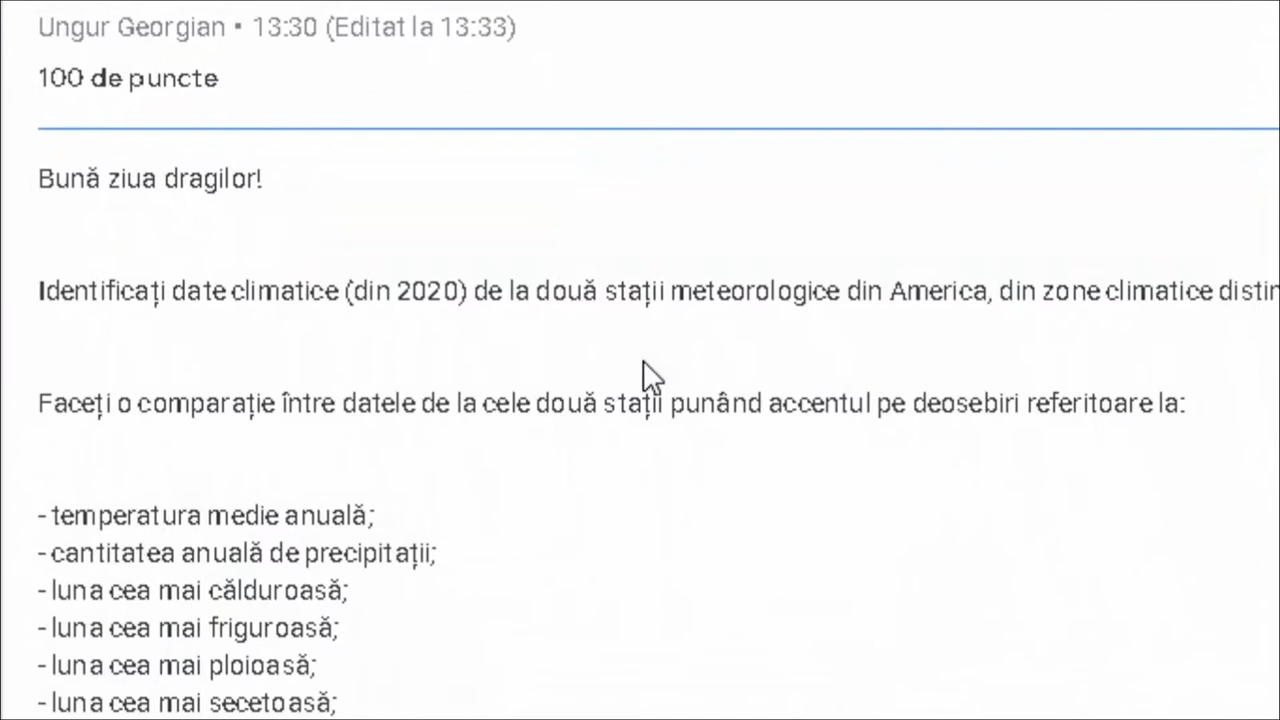 Ungur Georgian • 13:30 (Editat la 13:33)
100 de puncte
Bună ziua dragilor!
Identificați date climatice (din 2020) de la două stații meteorologice din America, din zone climatice distin
Faceți o comparație între datele de la cele două stații punând accentul pe deosebiri referitoare la:
- temperatura medie anuală;
- cantitatea anuală de precipitații;
- luna cea mai călduroasă;
- luna cea mai friguroasă;
- luna cea mai ploioasă;
- luna cea mai secetoasă;